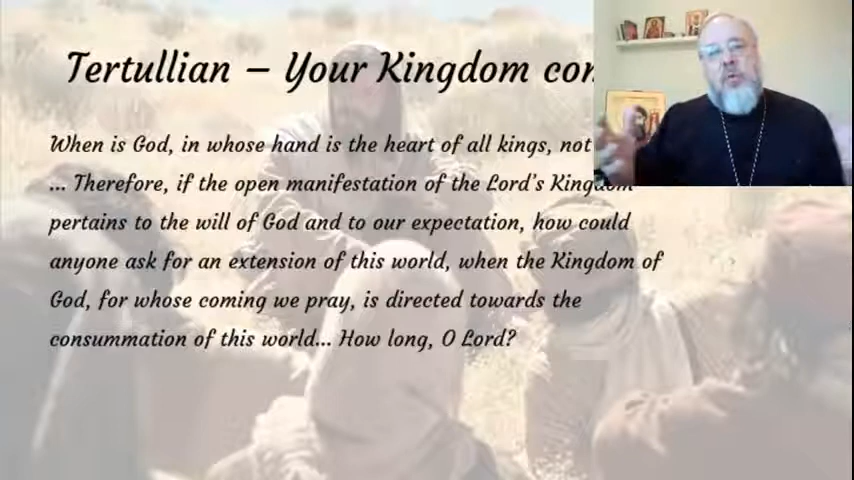 Tertullian – Your Kingdom
When is God, in whose hand is the heart of all kings, not
... Therefore, if the open manifestation of the Lord's Kingdom
pertains to the will of God and to our expectation, how could
anyone ask for an extension of this world, when the Kingdom of
God, for whose coming we pray, is directed towards the
consummation of this world... How long, O Lord?